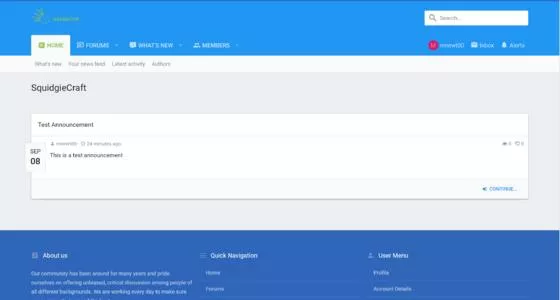 Search...
HOME FORUMS WHAT'S NEW MEMBERS
M mnewt00 Inbox Alerts
What's new Your news feed Latest activity Authors
SquidgieCraft
Test Announcement
SEP
08
mnewt00 24 minutes ago 0 0
This is a test announcement
CONTINUE...
About us
Our community has been around for many years and pride
ourselves on offering unbiased, critical discussion among people of
all different backgrounds. We are working every day to make sure
Quick Navigation
Home
Forums
User Menu
Profile
Account Details